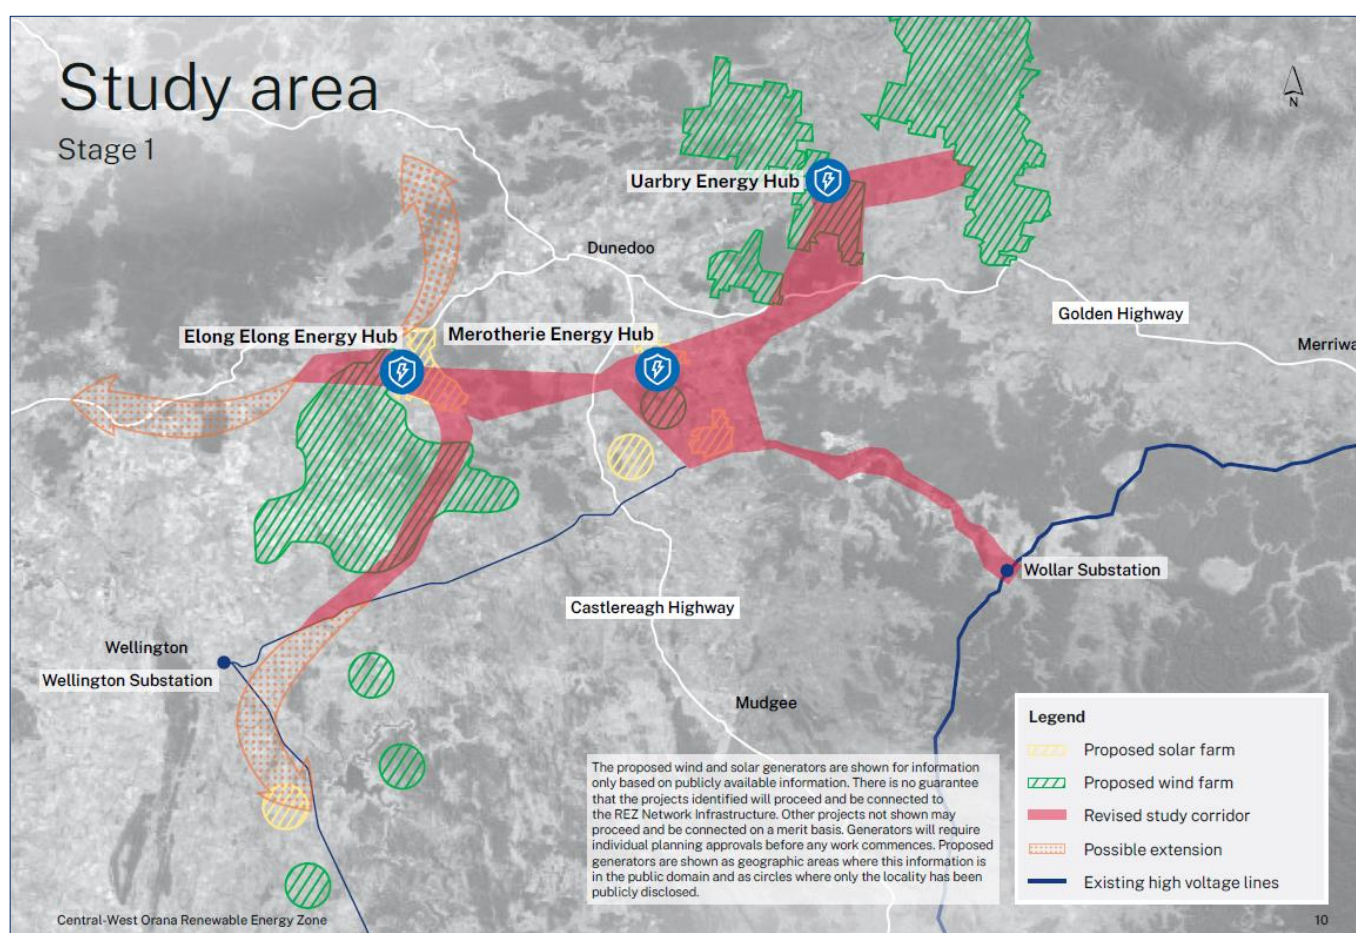 Study area
Stage 1
N
Uarbry Energy Hub
Dunedoo
Golden Highway
Elong Elong Energy Hub
Merotherie Energy Hub
Merriwa
Wollar Substation
Castlereagh Highway
Wellington
Wellington Substation
Mudgee
The proposed wind and solar generators are shown for information
only based on publicly available information. There is no guarantee
that the projects identified will proceed and be connected to
the REZ Network Infrastructure. Other projects not shown may
proceed and be connected on a merit basis. Generators will require
individual planning approvals before any work commences. Proposed
generators are shown as geographic areas where this information is
in the public domain and as circles where only the locality has been
publicly disclosed.
Legend
Proposed solar farm
Proposed wind farm
Revised study corridor
Possible extension
Existing high voltage lines
Central-West Orana Renewable Energy Zone
10